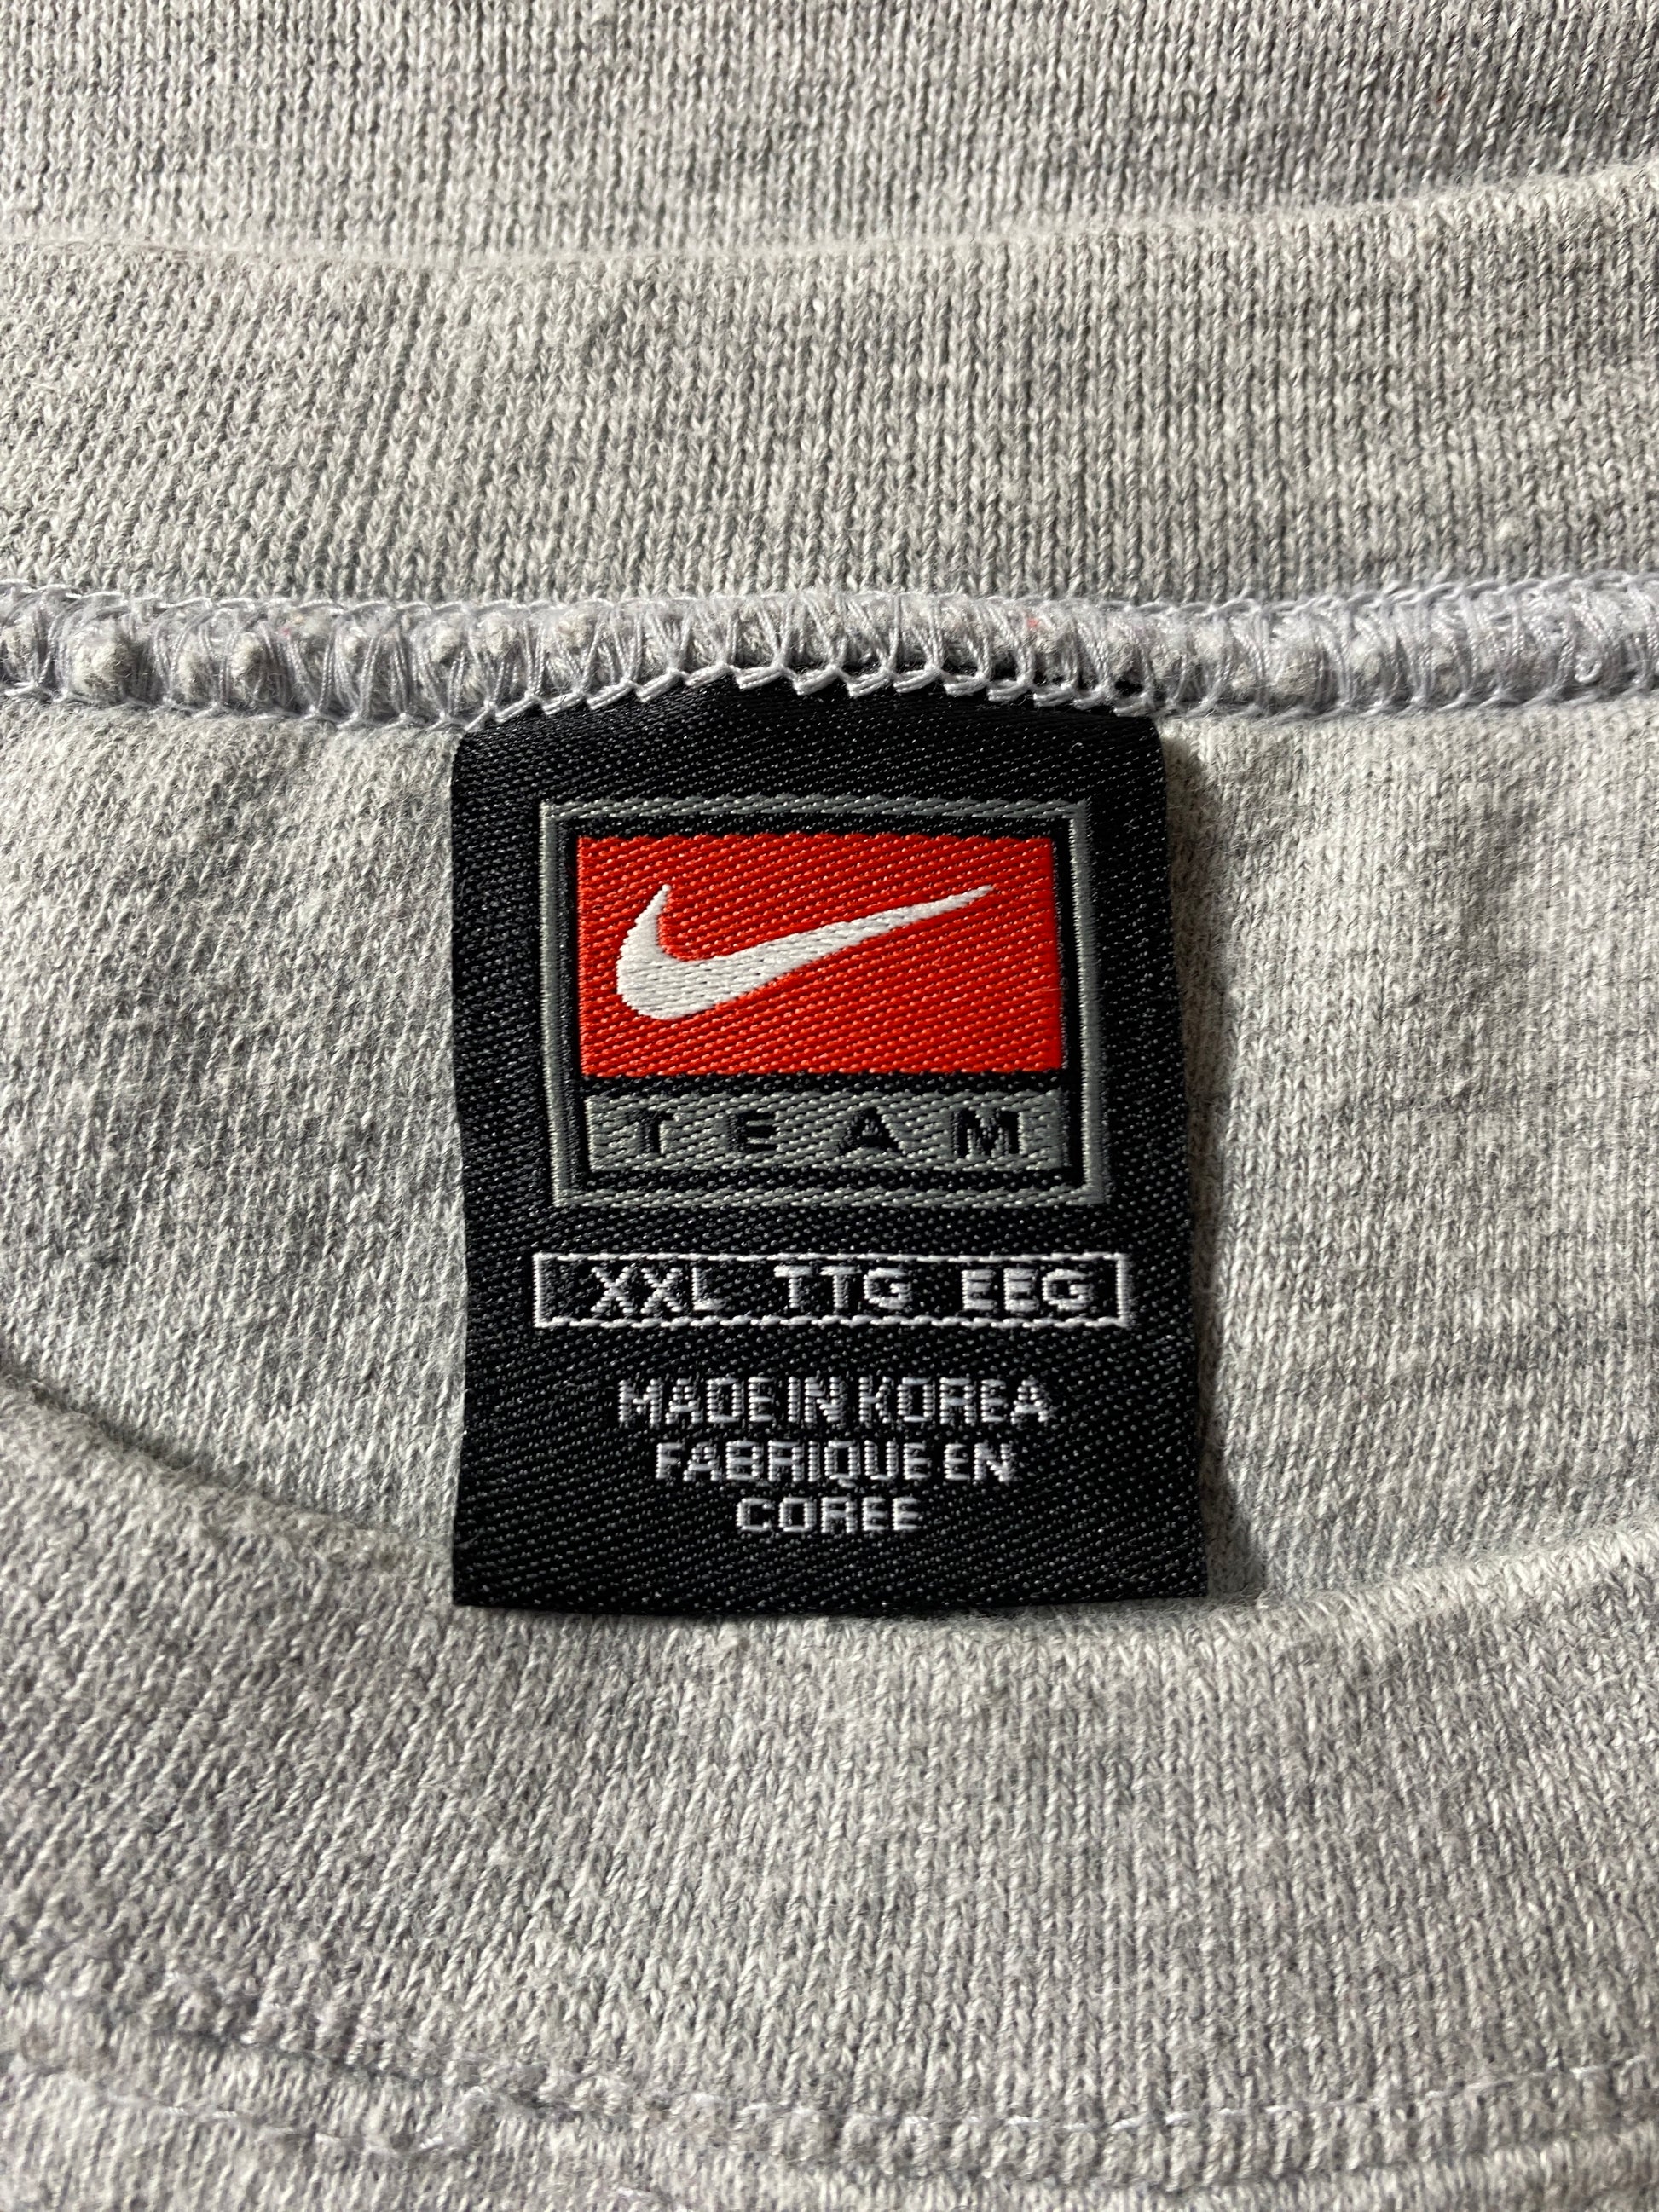 TEAM
XXL TTG EEG
MADE IN KOREA
FABRIQUE EN
COREE